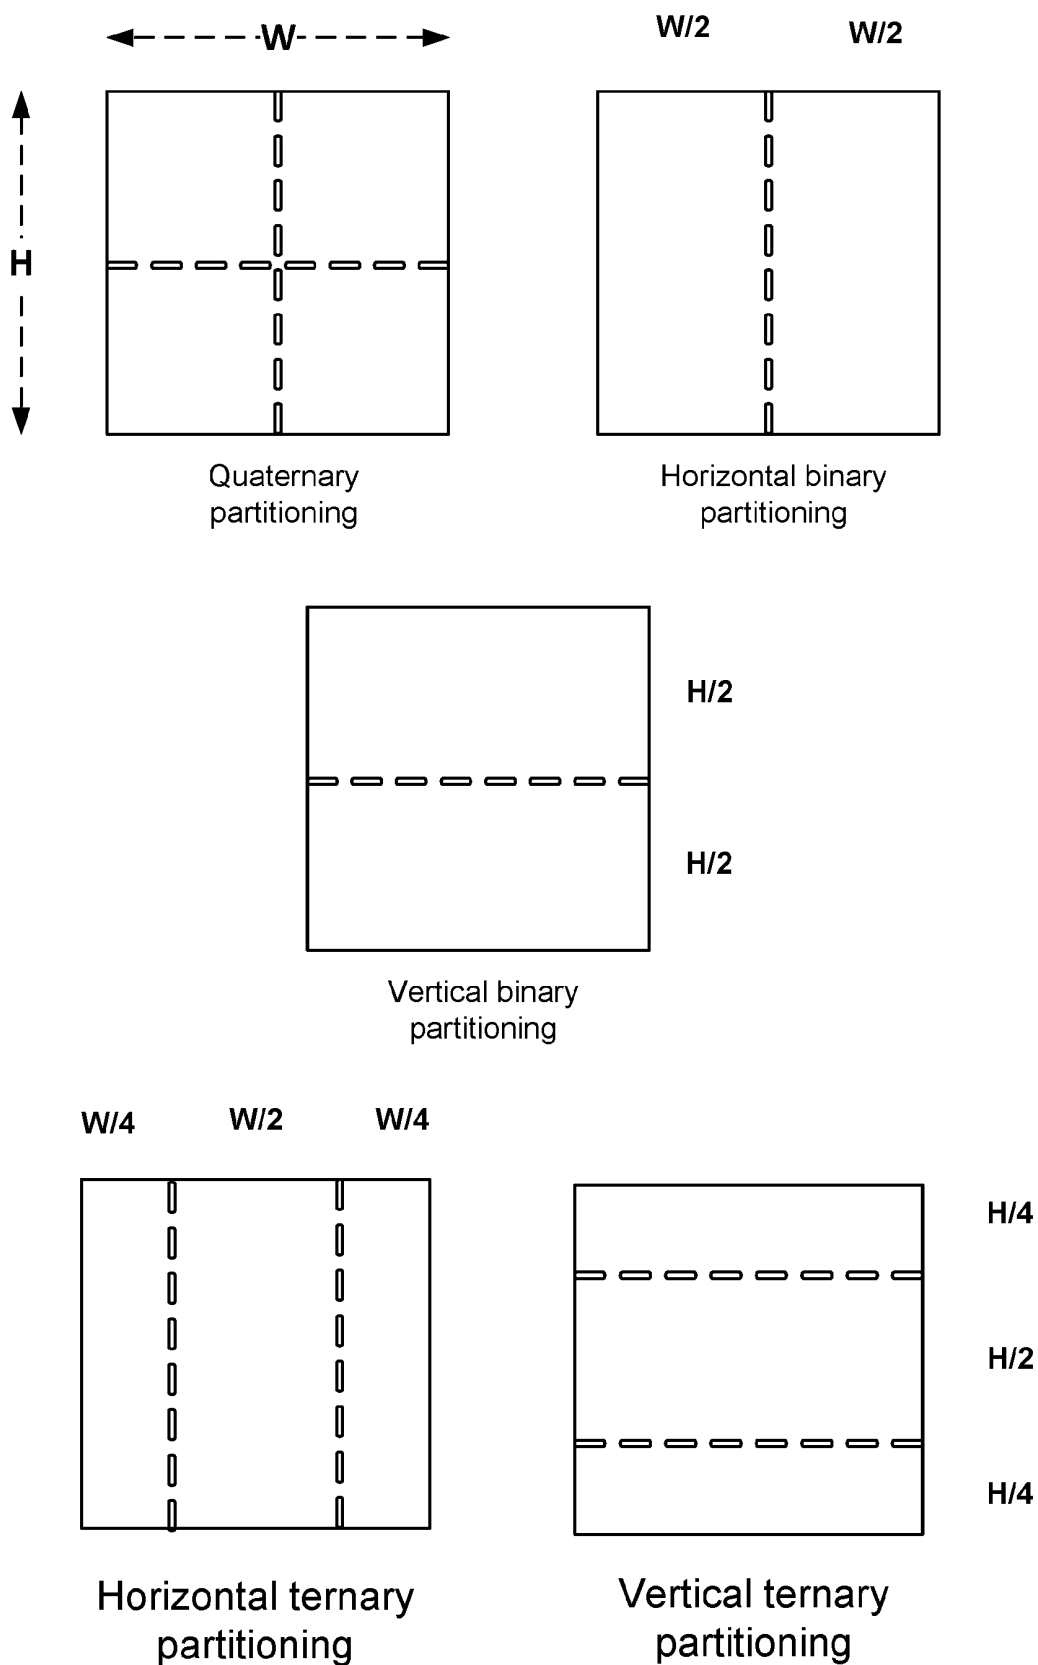 W
W/2 W/2
H
Quaternary
partitioning
Horizontal binary
partitioning
H/2
H/2
Vertical binary
partitioning
W/4 W/2 W/4
H/4
H/2
H/4
Horizontal ternary
partitioning
Vertical ternary
partitioning